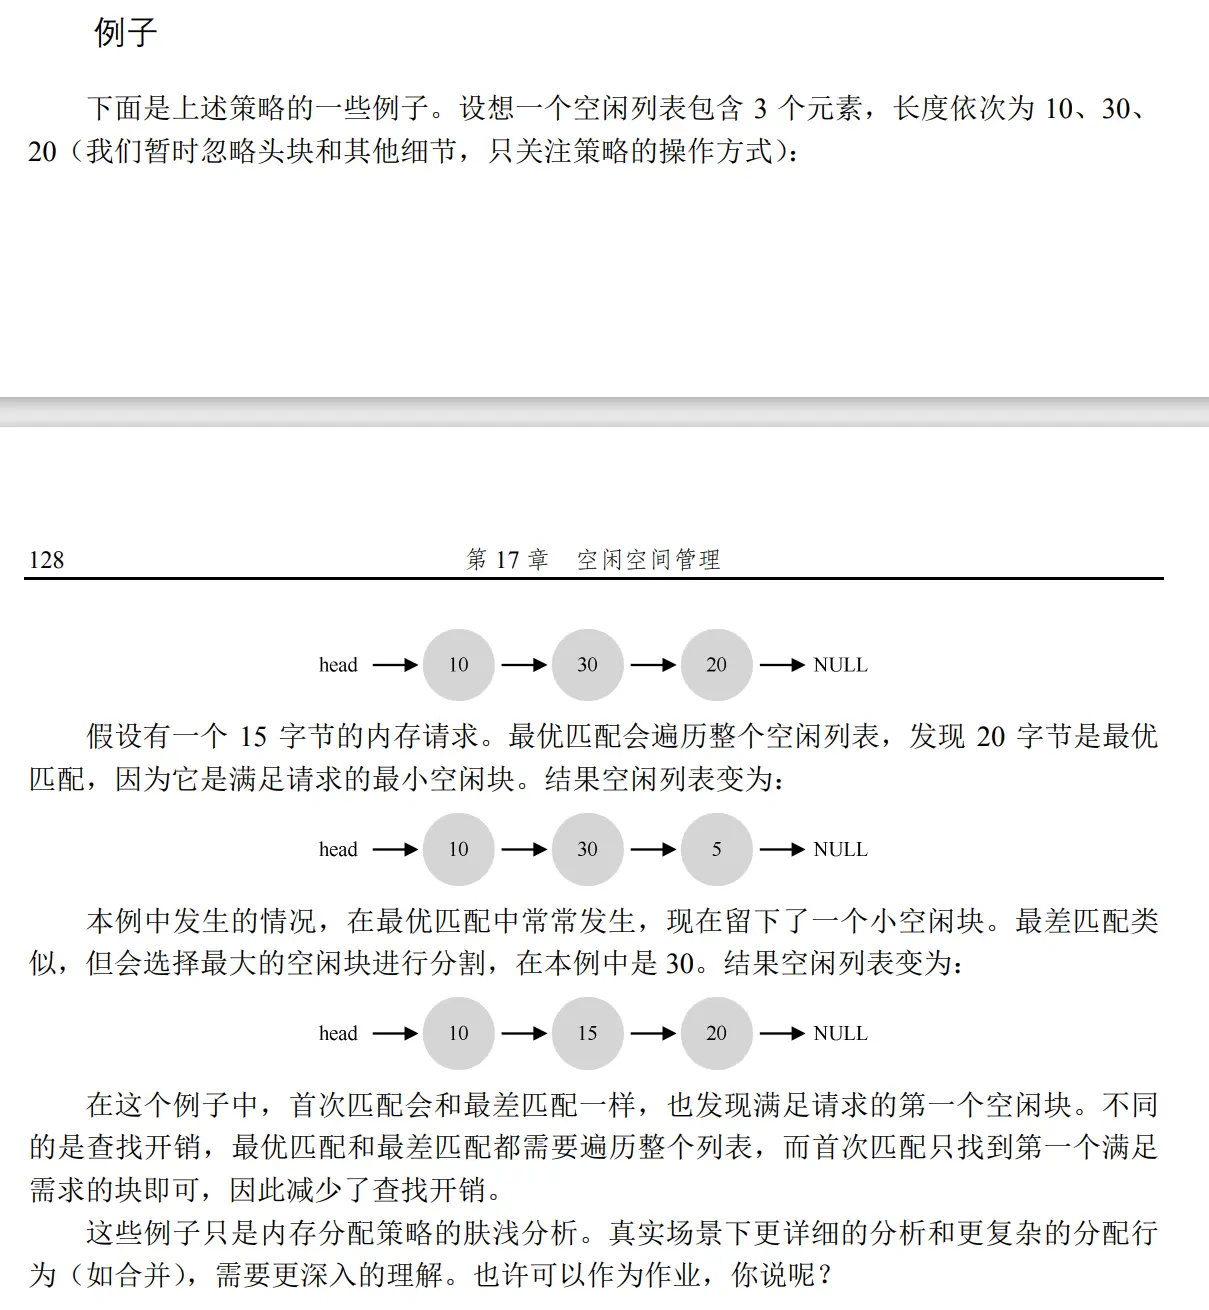 例子
下面是上述策略的一些例子。设想一个空闲列表包含 3 个元素，长度依次为 10、30、
20（我们暂时忽略头块和其他细节，只关注策略的操作方式）：
128 第 17 章 空闲空间管理
head 10 30 20 NULL
假设有一个 15 字节的内存请求。最优匹配会遍历整个空闲列表，发现 20 字节是最优
匹配，因为它是满足请求的最小空闲块。结果空闲列表变为：
head 10 30 5 NULL
本例中发生的情况，在最优匹配中常常发生，现在留下了一个小空闲块。最差匹配类
似，但会选择最大的空闲块进行分割，在本例中是 30。结果空闲列表变为：
head 10 15 20 NULL
在这个例子中，首次匹配会和最差匹配一样，也发现满足请求的第一个空闲块。不同
的是查找开销，最优匹配和最差匹配都需要遍历整个列表，而首次匹配只找到第一个满足
需求的块即可，因此减少了查找开销。
这些例子只是内存分配策略的肤浅分析。真实场景下更详细的分析和更复杂的分配行
为（如合并），需要更深入的理解。也许可以作为作业，你说呢？